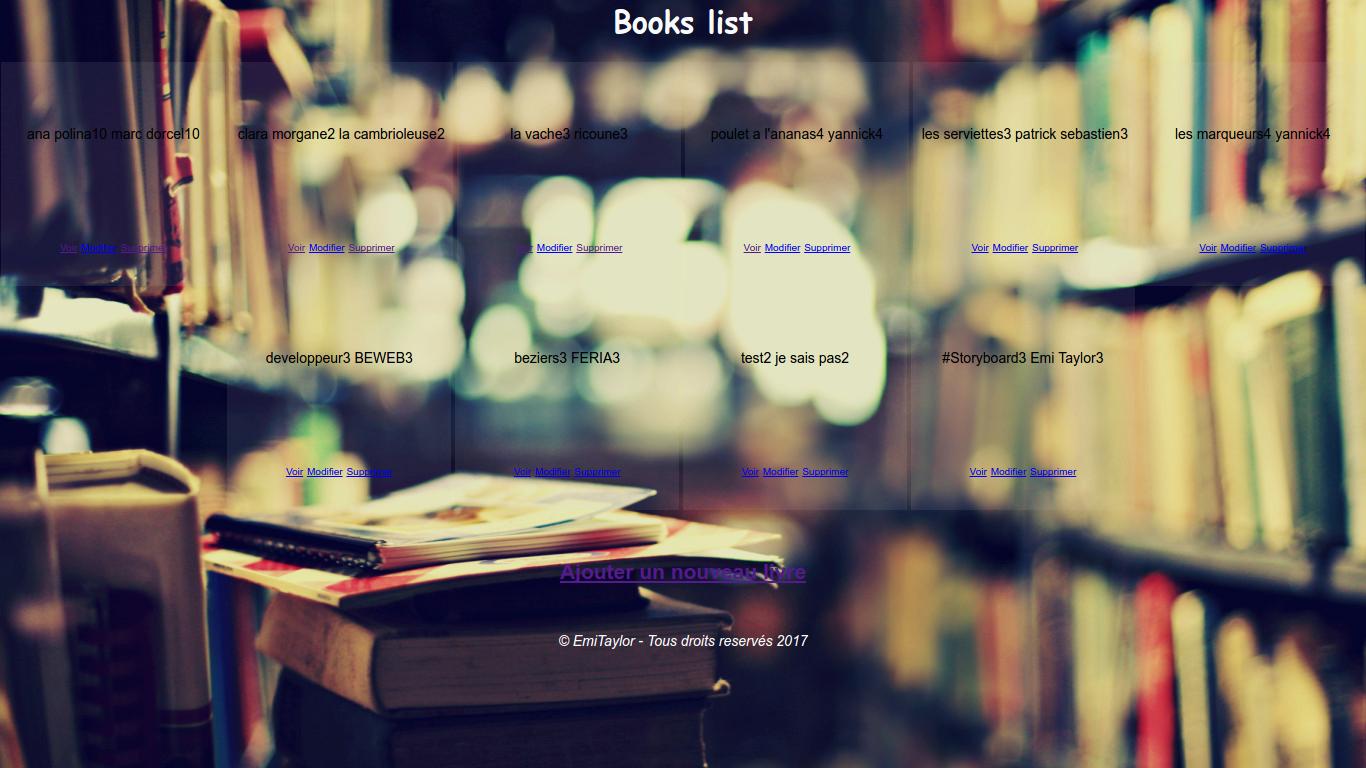 Books list
ana polina10 marc dorcel10
clara morgane2 la cambrioleuse2
la vache3 ricoune3
poulet a l'ananas4 yannick4
les serviettes3 patrick sebastien3
les marqueurs4 yannick4
Voir Modifier Supprimer
Voir Modifier Supprimer
Voir Modifier Supprimer
Voir Modifier Supprimer
Voir Modifier Supprimer
Voir Modifier Supprimer
developpeur3 BEWEB3
beziers3 FERIA3
test2 je sais pas2
#Storyboard3 Emi Taylor3
Voir Modifier Supprimer
Voir Modifier Supprimer
Voir Modifier Supprimer
Voir Modifier Supprimer
Ajouter un nouveau livre
© EmiTaylor - Tous droits reservés 2017